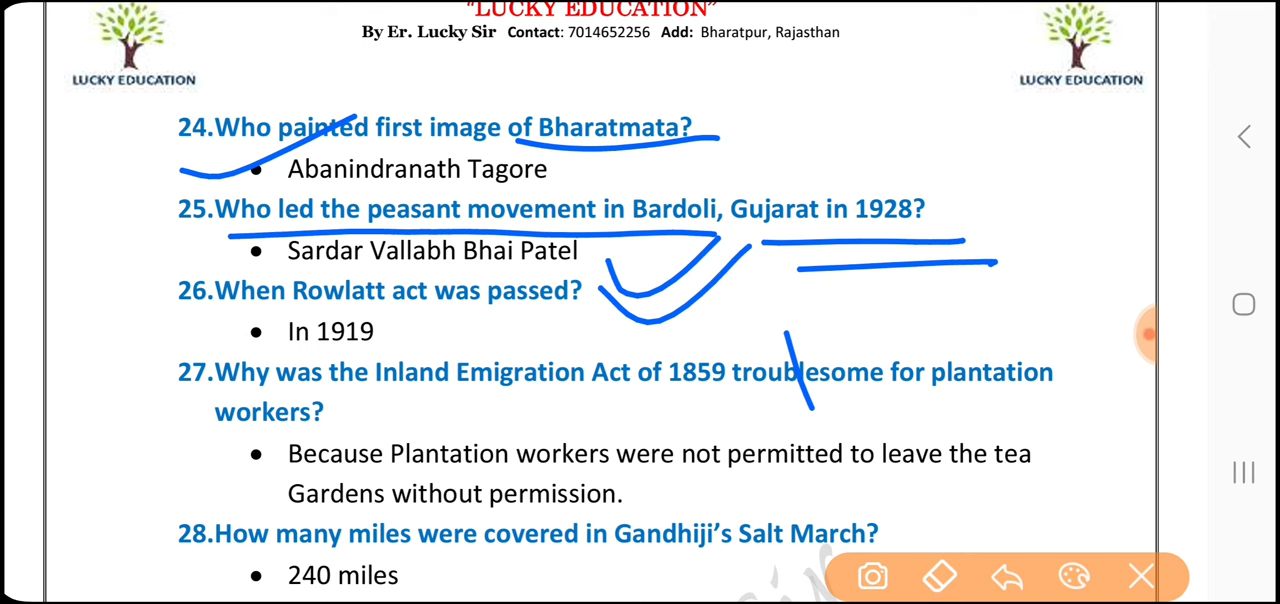 "LUCKY EDUCATION"
By Er. Lucky Sir Contact: 7014652256 Add: Bharatpur, Rajasthan
LUCKY EDUCATION
LUCKY EDUCATION
24.Who painted first image of Bharatmata?
• Abanindranath Tagore
25.Who led the peasant movement in Bardoli, Gujarat in 1928?
• Sardar Vallabh Bhai Patel
26.When Rowlatt act was passed?
• In 1919
27.Why was the Inland Emigration Act of 1859 troublesome for plantation
workers?
• Because Plantation workers were not permitted to leave the tea
Gardens without permission.
28.How many miles were covered in Gandhiji's Salt March?
• 240 miles